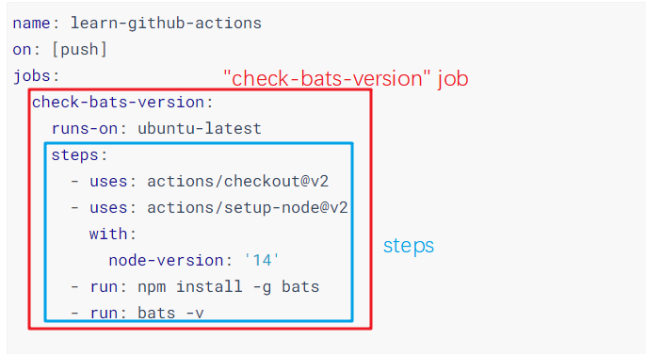 name: learn-github-actions
on: [push]
jobs:
"check-bats-version" job
check-bats-version:
runs-on: ubuntu-latest
steps:
- uses: actions/checkout@v2
- uses: actions/setup-node@v2
with:
node-version: '14'
steps
- run: npm install -g bats
- run: bats -v